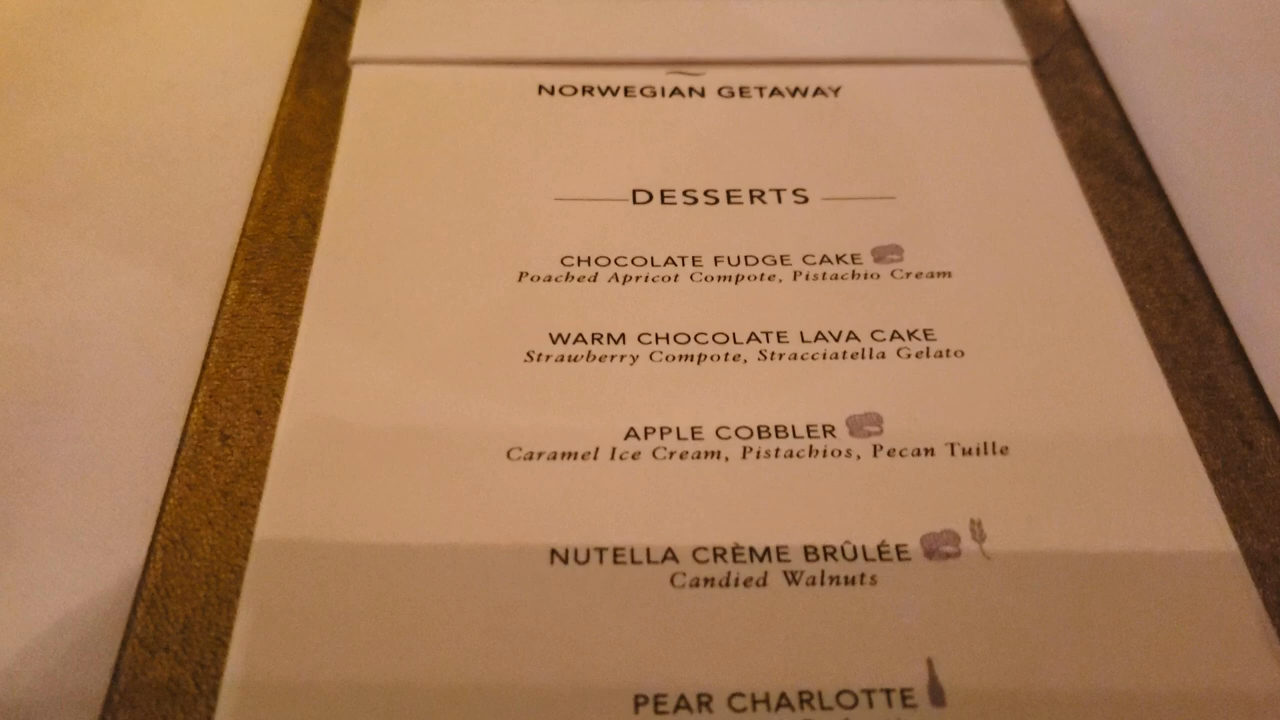 NORWEGIAN GETAWAY
DESSERTS
CHOCOLATE FUDGE CAKE
Poached Apricot Compote, Pistachio Cream
WARM CHOCOLATE LAVA CAKE
Strawberry Compote, Stracciatella Gelato
APPLE COBBLER
Caramel Ice Cream, Pistachios, Pecan Tuille
NUTELLA CRÈME BRÛLÉE
Candied Walnuts
PEAR CHARLOTTE